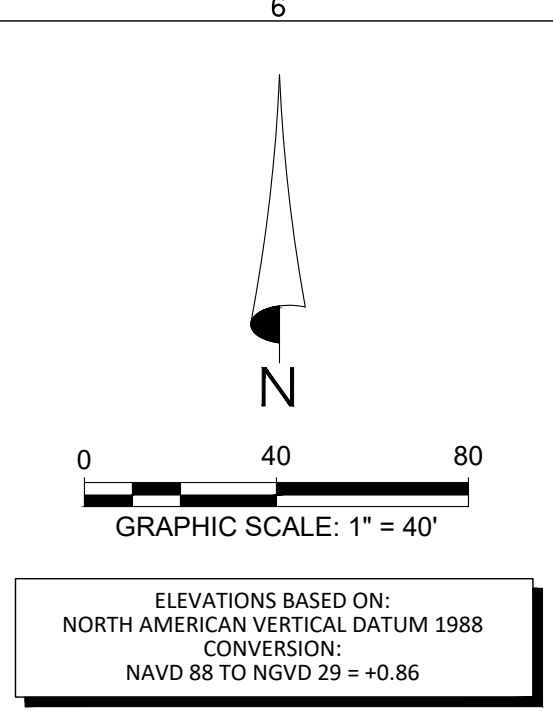 6
N
0 40 80
GRAPHIC SCALE: 1" = 40'
ELEVATIONS BASED ON:
NORTH AMERICAN VERTICAL DATUM 1988
CONVERSION:
NAVD 88 TO NGVD 29 = +0.86